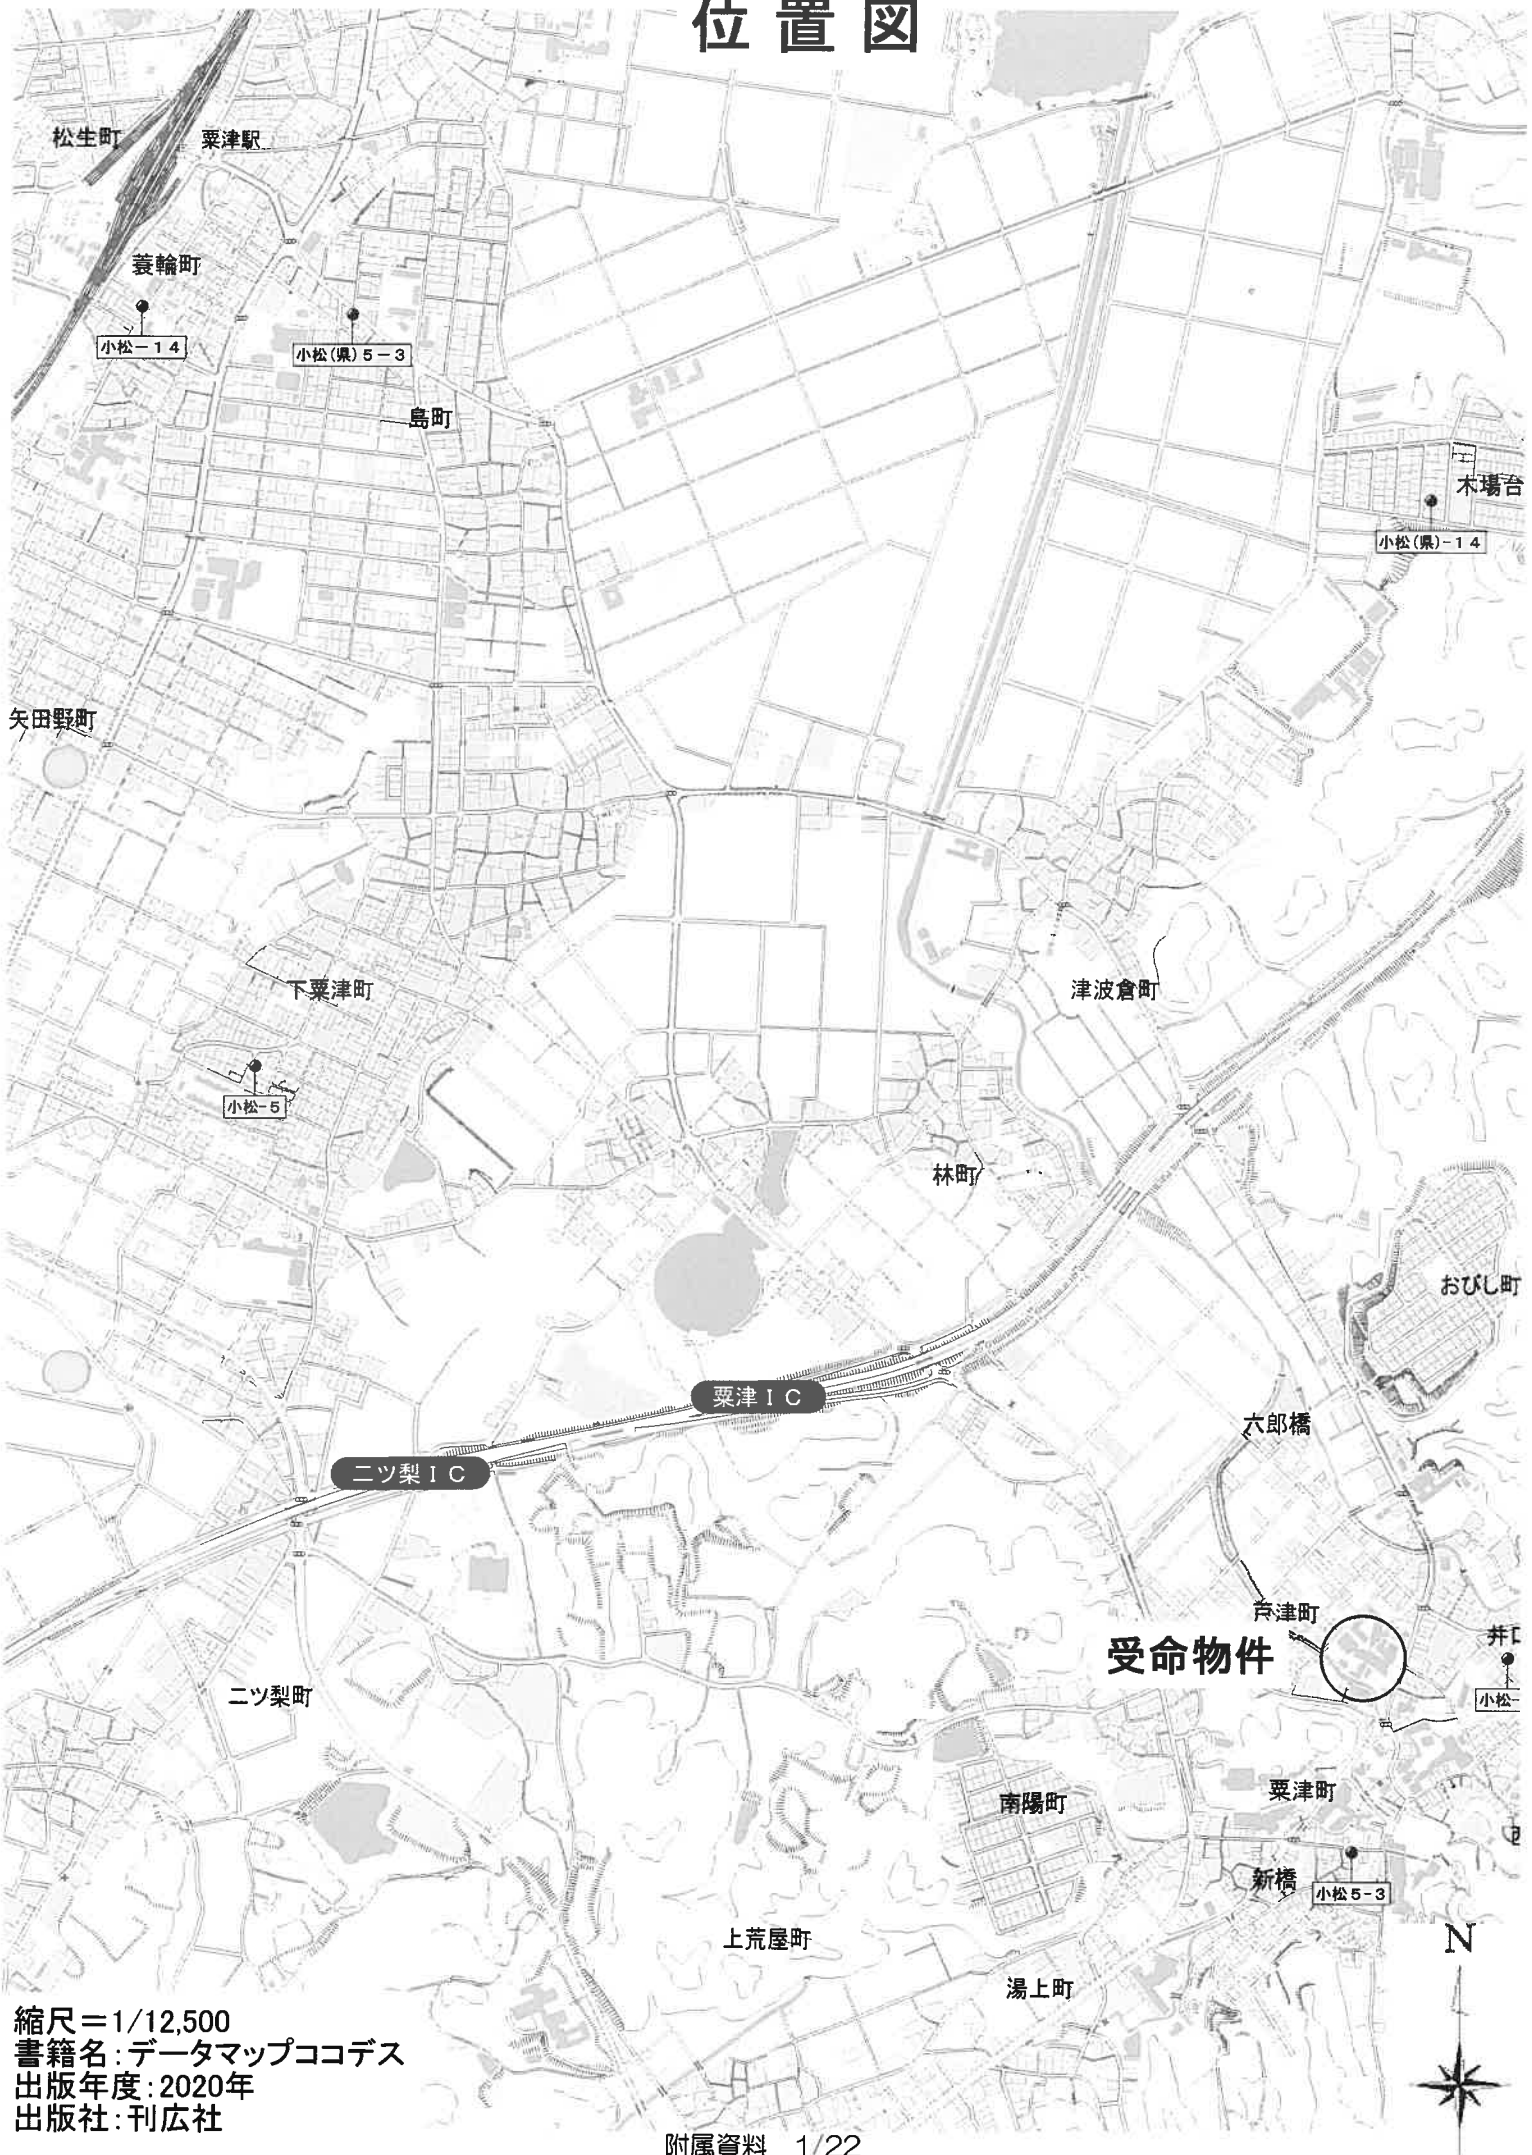 位置図
松生町
粟津駅
蓑輪町
小松－１４
小松(県)５－３
島町
木場台
小松(県)-１４
矢田野町
下粟津町
津波倉町
小松-５
林町
おびし町
粟津ＩＣ
六郎橋
二ツ梨ＩＣ
受命物件
井口
小松-
二ツ梨町
南陽町
粟津町
新橋
小松５-３
上荒屋町
湯上町
N
縮尺＝1/12,500
書籍名：データマップココデス
出版年度：2020年
出版社：刊広社
附属資料　1/22